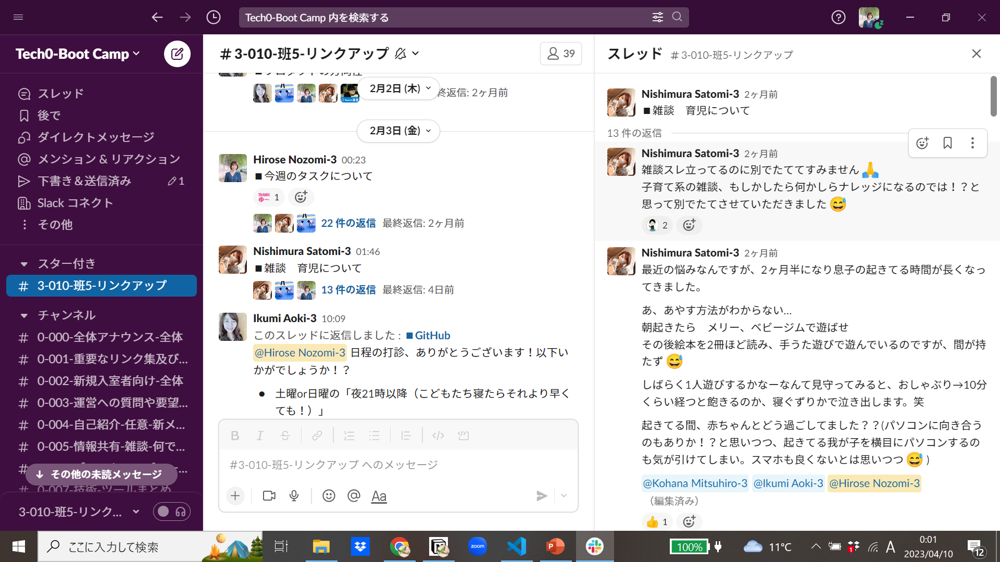 Tech0-Boot Camp 内を検索する
Tech0-Boot Camp
スレッド
後で
ダイレクトメッセージ
メンション & リアクション
下書き＆送信済み
1
Slack コネクト
その他
スター付き
# 3-010-班5-リンクアップ
チャンネル
# 0-000-全体アナウンス-全体
# 0-001-重要なリンク集及び...
# 0-002-新規入室者向け-全体
# 0-003-運営への質問や要望...
# 0-004-自己紹介-任意-新メ...
# 0-005-情報共有-雑談-何で...
↓ その他の未読メッセージ
# 0-007-技術-ツールまとめ
3-010-班5-リンク...
# 3-010-班5-リンクアップ
39
2月2日 (木)
終返信: 2ヶ月前
2月3日 (金)
Hirose Nozomi-3 00:23
■今週のタスクについて
THANK ゆ〜 1
22 件の返信 最終返信: 2ヶ月前
Nishimura Satomi-3 01:46
■雑談　育児について
13 件の返信 最終返信: 4日前
Ikumi Aoki-3 10:09
このスレッドに返信しました : ■GitHub
@Hirose Nozomi-3 日程の打診、ありがとうございます！以下い
かがでしょうか！？
• 土曜or日曜の「夜21時以降（こどもたち寝たらそれより早く
ても！）」
#3-010-班5-リンクアップ へのメッセージ
Aa
スレッド # 3-010-班5-リンクアップ
Nishimura Satomi-3 2ヶ月前
■雑談　育児について
13 件の返信
Nishimura Satomi-3 2ヶ月前
雑談スレ立ってるのに別でたててすみません🙏
子育て系の雑談、もしかしたら何かしらナレッジになるのでは！？と
思って別でたてさせていただきました😅
2
Nishimura Satomi-3 2ヶ月前
最近の悩みなんですが、2ヶ月半になり息子の起きてる時間が長くなっ
てきました。
あ、あやす方法がわからない...
朝起きたら　メリー、ベビージムで遊ばせ
その後絵本を2冊ほど読み、手うた遊びで遊んでいるのですが、間が持
たず😅
しばらく1人遊びするかなーなんて見守ってみると、おしゃぶり→10分
くらい経つと飽きるのか、寝ぐずりかで泣き出します。笑
起きてる間、赤ちゃんとどう過ごしてました？？(パソコンに向き合う
のもありか！？と思いつつ、起きてる我が子を横目にパソコンするの
も気が引けてしまい。スマホも良くないとは思いつつ😅 )
@Kohana Mitsuhiro-3 @Ikumi Aoki-3 @Hirose Nozomi-3
（編集済み）
👍 1
ここに入力して検索
zoom
100%
11°C
1
A
0:01
2023/04/10
12